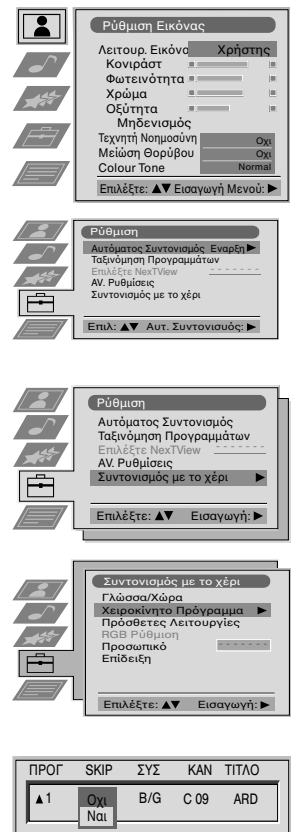 Ρύθμιση Εικόνας
Λειτουρ. Εικόνα Χρήστης
Κονιράστ
Φωτεινότητα
Χρώμα
Οξύτητα
Μηδενισμός
Τεχνητή Νοημοσύνη Οχι
Μείώση Θορύβου Οχι
Colour Tone Normal
Επιλέξτε: ▲▼ Εισαγωγή Μενού: ▶
Ρύθμιση
Αυτόματος Συντονισμός Εναρξη ▶
Ταξινόμηση Προγραμμάτων
Επιλέξτε NexTView - - - - - - -
AV. Ρυθμίσεις
Συντονισμός με το χέρι
Επιλ: ▲▼ Αυτ. Συντονισυός: ▶
Ρύθμιση
Αυτόματος Συντονισμός
Ταξινόμηση Προγραμμάτων
Επιλέξτε NexTView - - - - - - -
AV. Ρυθμίσεις
Συντονισμός με το χέρι ▶
Επιλέξτε: ▲▼ Εισαγωγή: ▶
Συντονισμός με το χέρι
Γλώσσα/Χώρα
Χειροκίνητο Πρόγραμμα ▶
Πρόσθετες Λειτουργίες
RGB Ρύθμιση
Προσωπικό - - - - - - -
Επίδειξη
Επιλέξτε: ▲▼ Εισαγωγή: ▶
ΠΡΟΓ SKIP ΣΥΣ ΚΑΝ ΤΙΤΛΟ
▲1 Οχι B/G C 09 ARD
Ναι